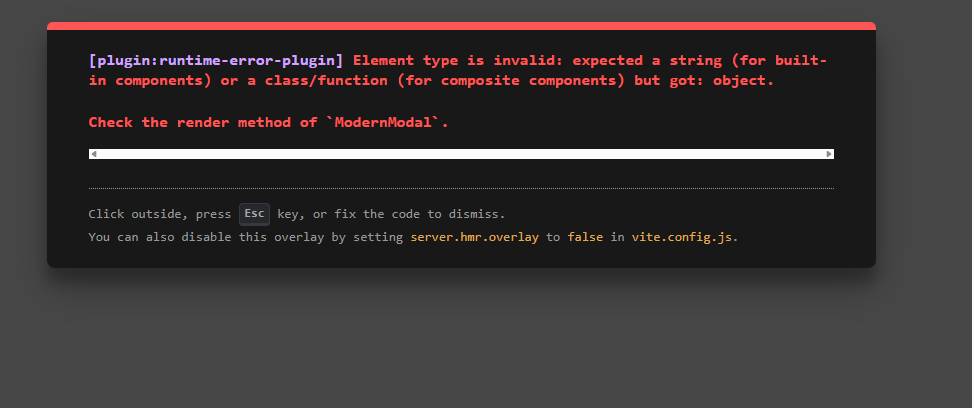 [plugin:runtime-error-plugin] Element type is invalid: expected a string (for built-
in components) or a class/function (for composite components) but got: object.
Check the render method of `ModernModal`.
Click outside, press Esc key, or fix the code to dismiss.
You can also disable this overlay by setting server.hmr.overlay to false in vite.config.js.